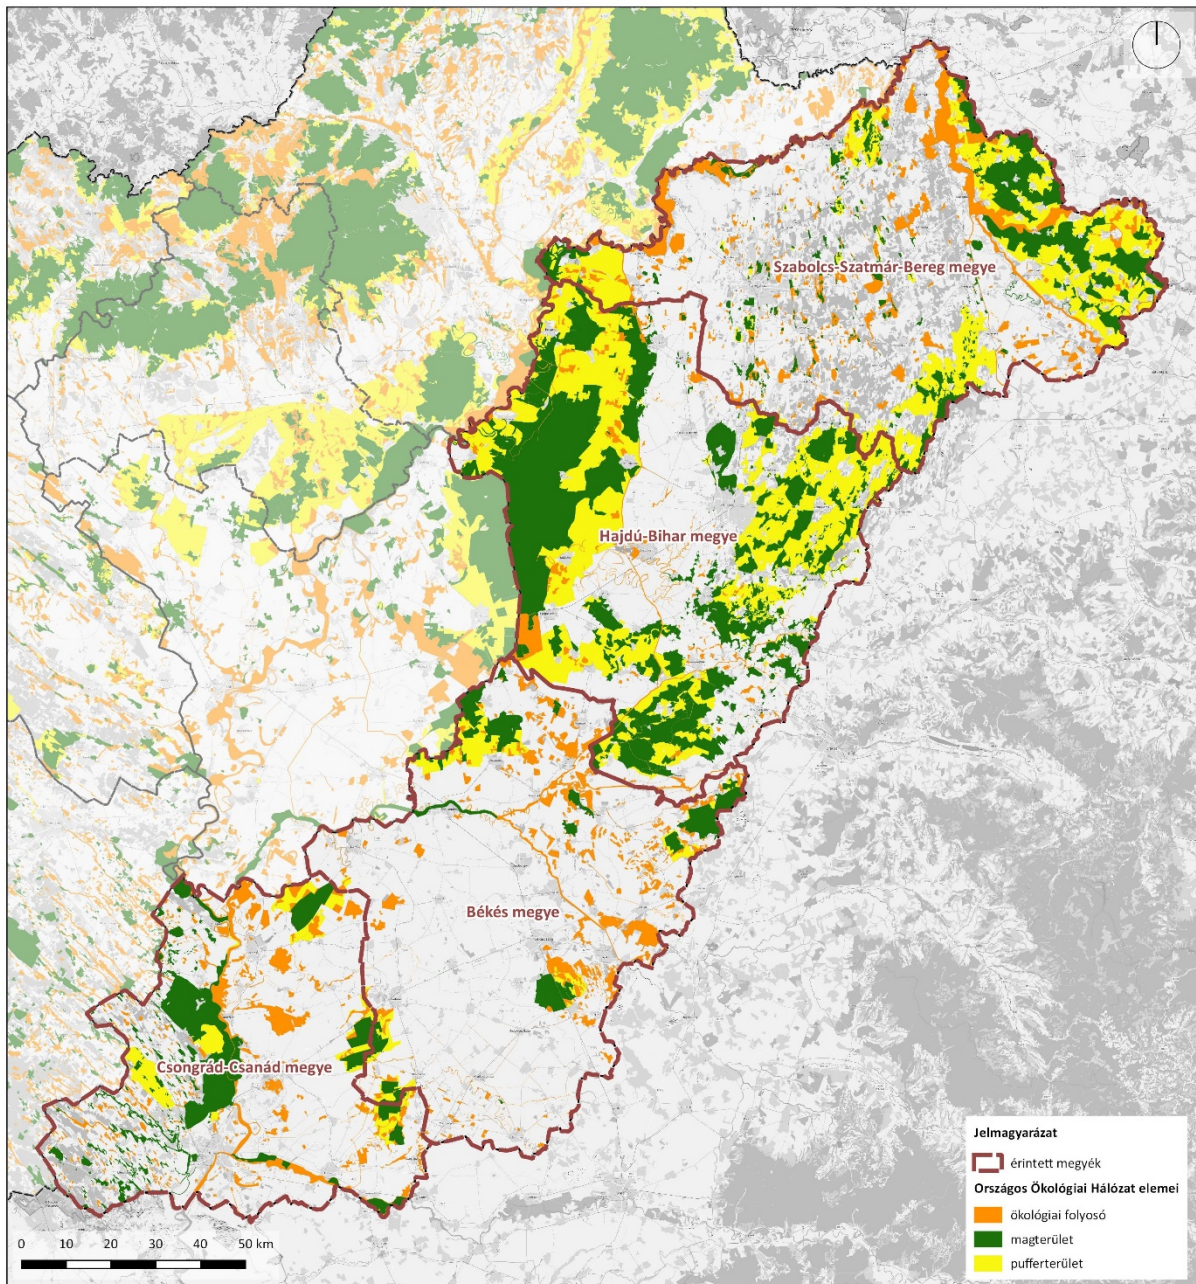 Szabolcs-Szatmár-Bereg megye
Hajdú-Bihar megye
Békés megye
Csongrád-Csanád megye
Jelmagyarázat
érintett megyék
Országos Ökológiai Hálózat elemei
ökológiai folyosó
magterület
pufferterület
0 10 20 30 40 50 km